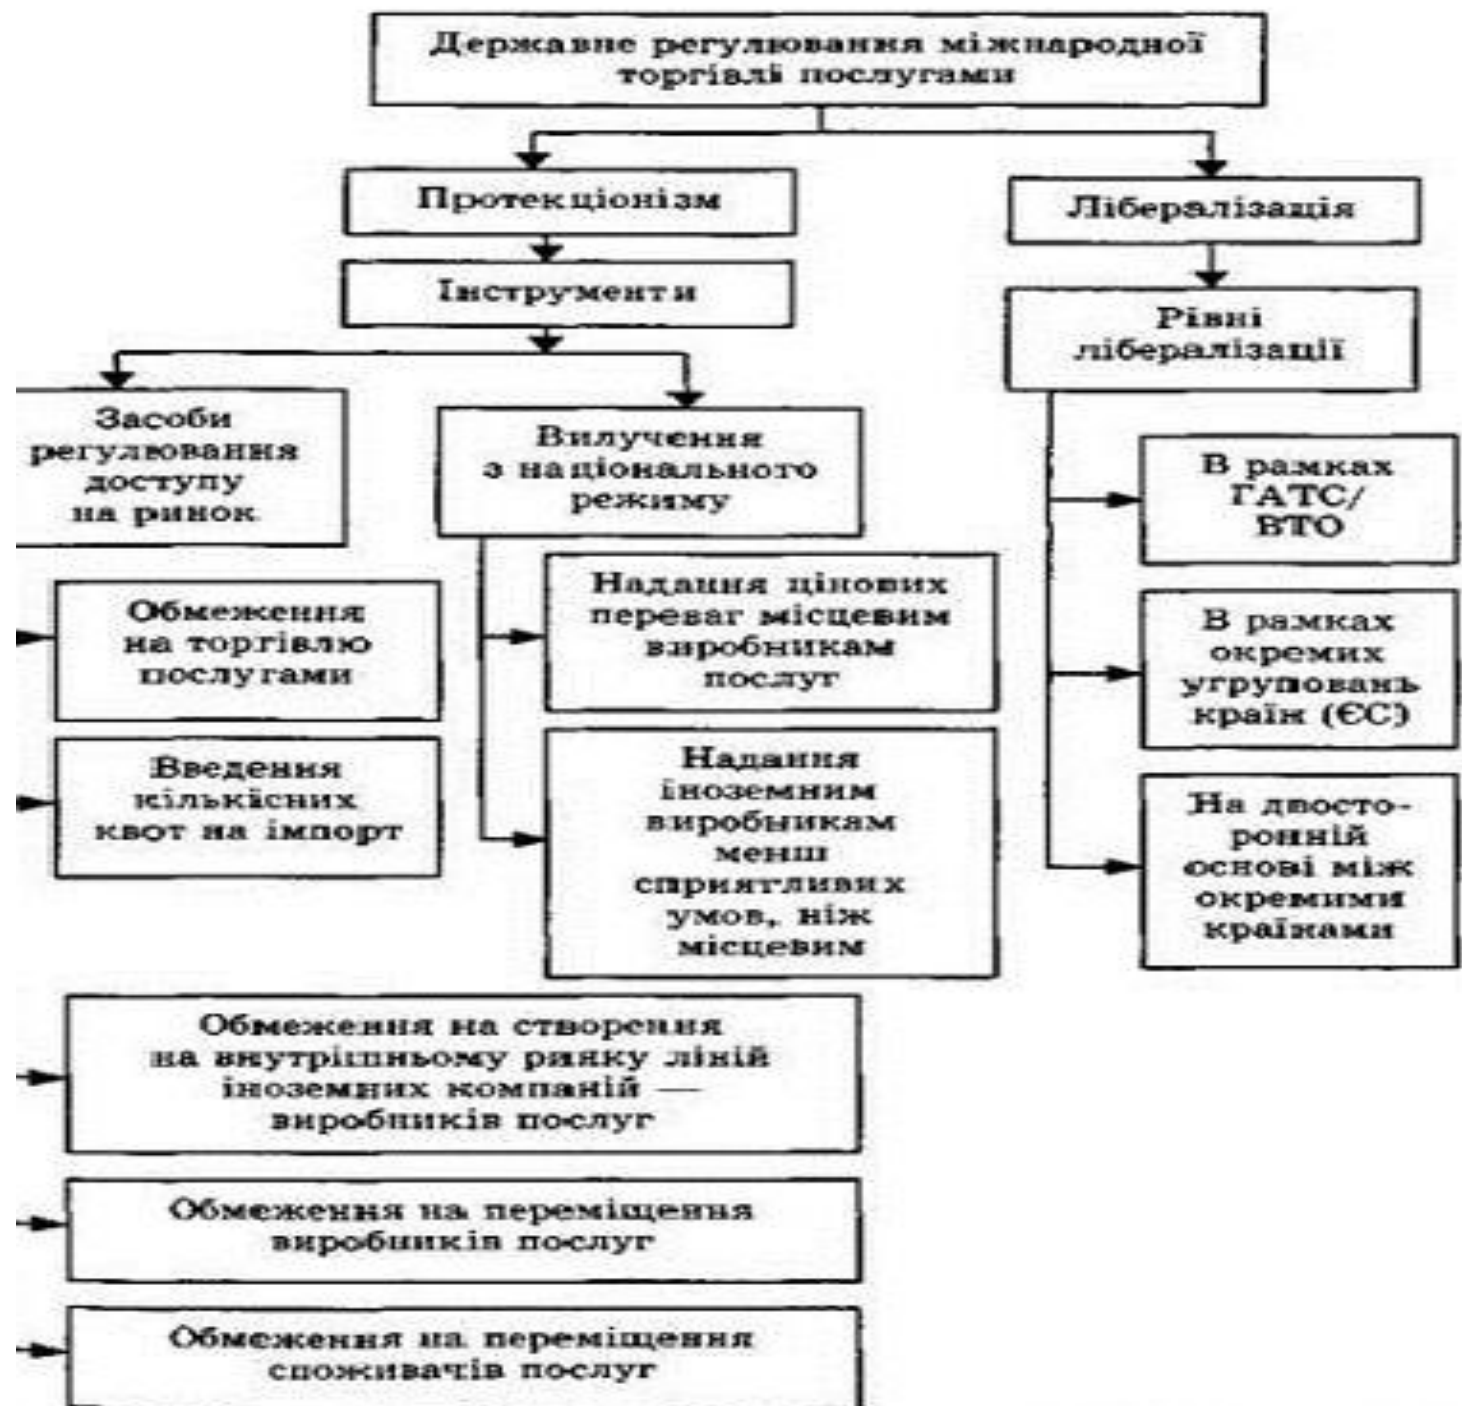 Державне регулювання міжнародної
торгівлі послугами
Протекціонізм
Лібералізація
Інструменти
Рівні
лібералізації
Засоби
регулювання
доступу
на ринок
Вилучення
з національного
режиму
В рамках
ГАТС/
ВТО
Обмеження
на торгівлю
послугами
Надання цінових
переваг місцевим
виробникам
послуг
В рамках
окремих
угруповань
країн (ЄС)
Введення
кількісних
квот на імпорт
Надання
іноземним
виробникам
менш
сприятливих
умов, ніж
місцевим
На двосто-
ронній
основі між
окремими
країнами
Обмеження на створення
на внутрішньому ринку ліній
іноземних компаній —
виробників послуг
Обмеження на переміщення
виробників послуг
Обмеження на переміщення
споживачів послуг